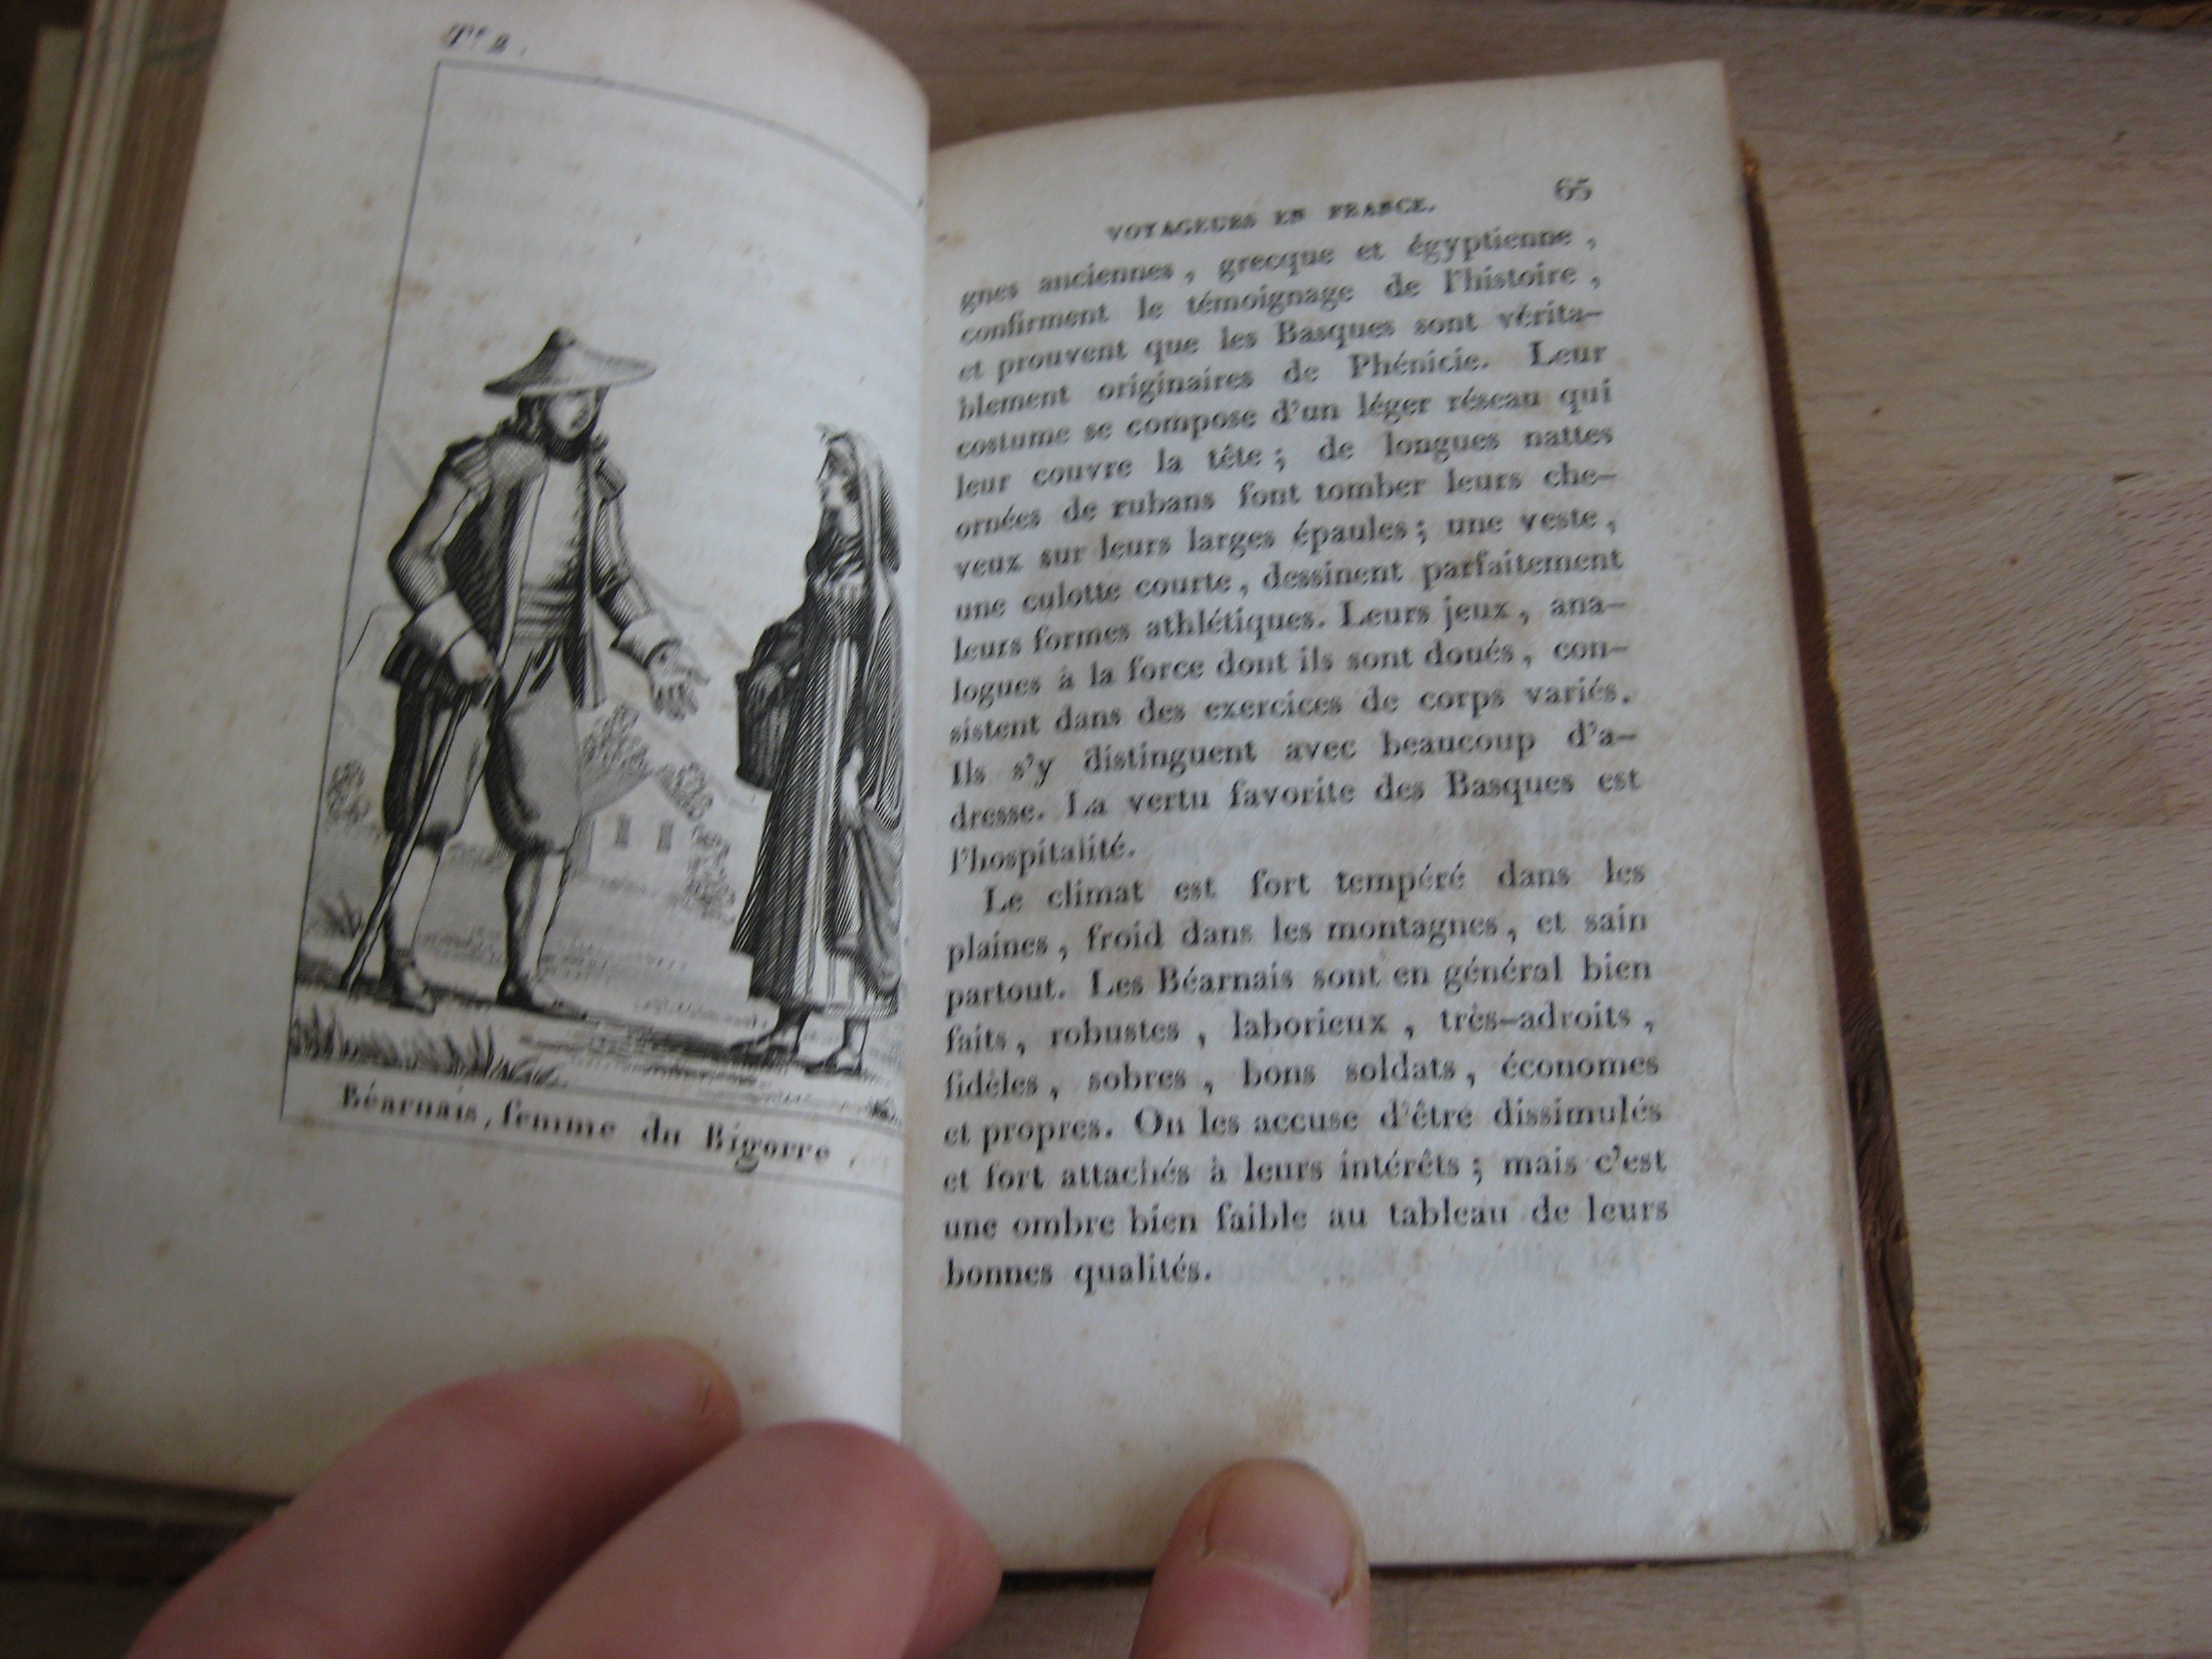 Tᵉ 2.
Béarnais, femme du Bigorre
VOYAGEURS EN FRANCE. 65
gnes anciennes, grecque et égyptienne,
confirment le témoignage de l'histoire,
et prouvent que les Basques sont vérita-
blement originaires de Phénicie. Leur
costume se compose d'un léger réseau qui
leur couvre la tête; de longues nattes
ornées de rubans font tomber leurs che-
veux sur leurs larges épaules; une veste,
une culotte courte, dessinent parfaitement
leurs formes athlétiques. Leurs jeux, ana-
logues à la force dont ils sont doués, con-
sistent dans des exercices de corps variés.
Ils s'y distinguent avec beaucoup d'a-
dresse. La vertu favorite des Basques est
l'hospitalité.
Le climat est fort tempéré dans les
plaines, froid dans les montagnes, et sain
partout. Les Béarnais sont en général bien
faits, robustes, laborieux, très-adroits,
fidèles, sobres, bons soldats, économes
et propres. On les accuse d'être dissimulés
et fort attachés à leurs intérêts; mais c'est
une ombre bien faible au tableau de leurs
bonnes qualités.